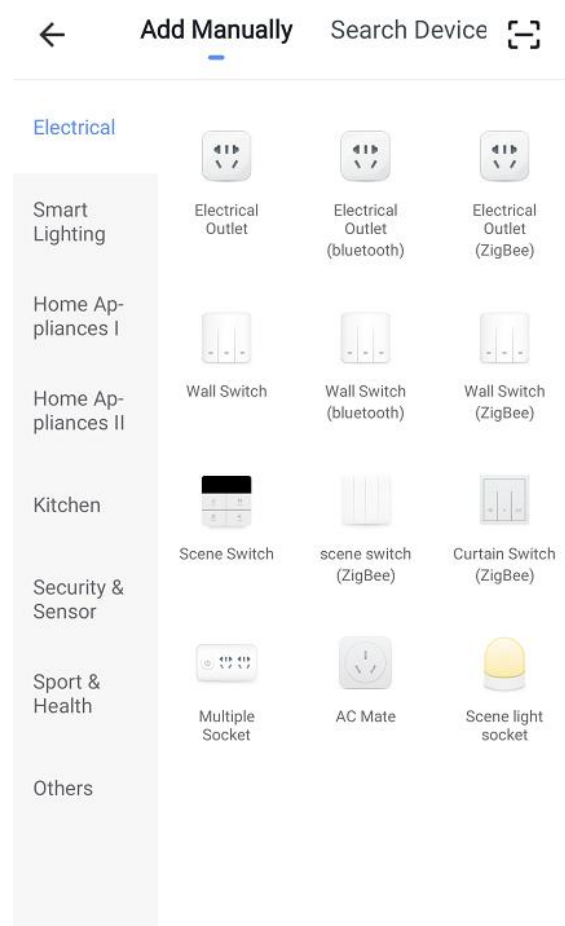 Add Manually
Search Device
Electrical
Smart
Lighting
Home Ap-
pliances I
Home Ap-
pliances II
Kitchen
Security &
Sensor
Sport &
Health
Others
Electrical
Outlet
Electrical
Outlet
(bluetooth)
Electrical
Outlet
(ZigBee)
Wall Switch
Wall Switch
(bluetooth)
Wall Switch
(ZigBee)
Scene Switch
scene switch
(ZigBee)
Curtain Switch
(ZigBee)
Multiple
Socket
AC Mate
Scene light
socket